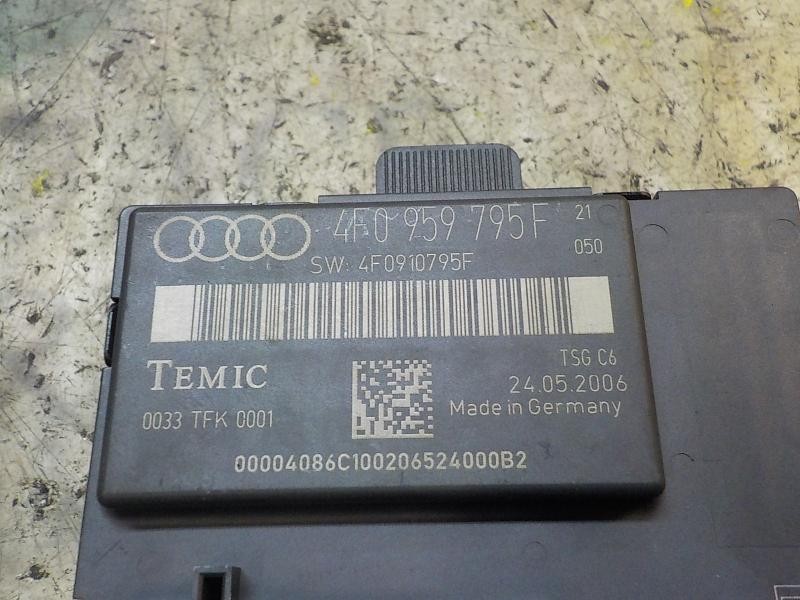 4F0 959 795 F 21
050
SW: 4F0910795F
TEMIC
TSG C6
24.05.2006
0033 TFK 0001
Made in Germany
00004086C100206524000B2